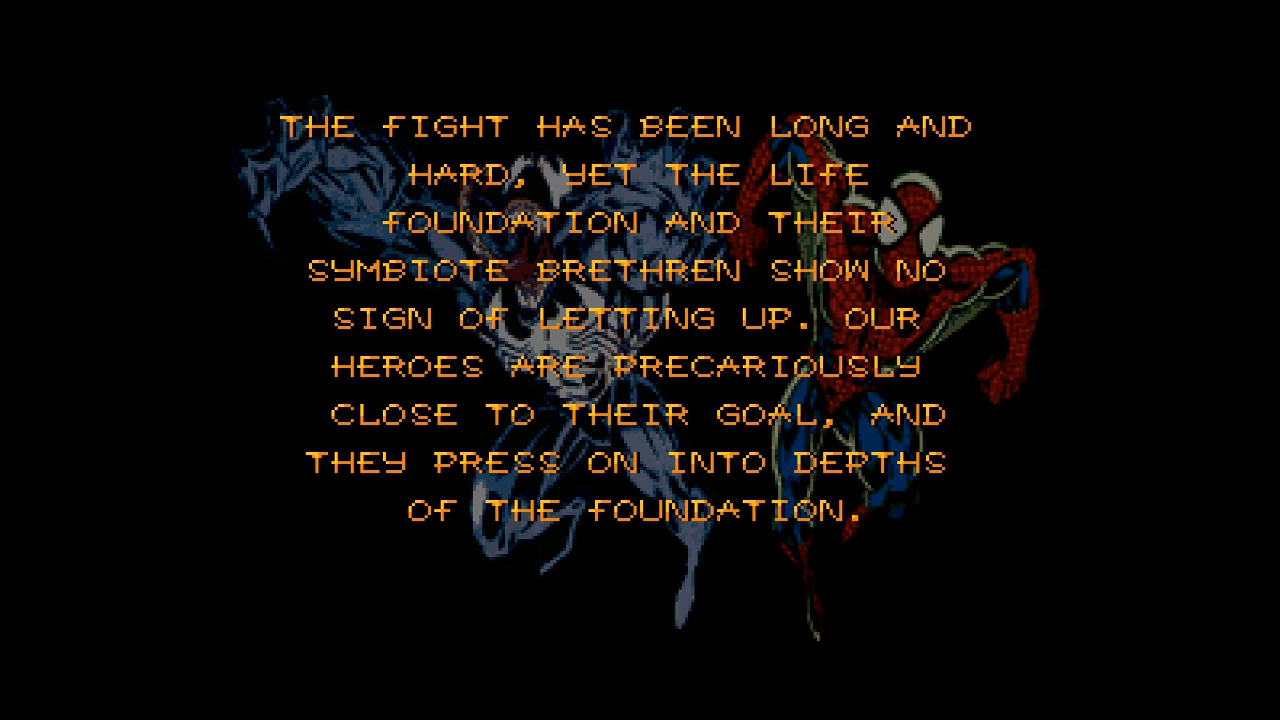 THE FIGHT HAS BEEN LONG AND
HARD, YET THE LIFE
FOUNDATION AND THEIR
SYMBIOTE BRETHREN SHOW NO
SIGN OF LETTING UP. OUR
HEROES ARE PRECARIOUSLY
CLOSE TO THEIR GOAL, AND
THEY PRESS ON INTO DEPTHS
OF THE FOUNDATION.